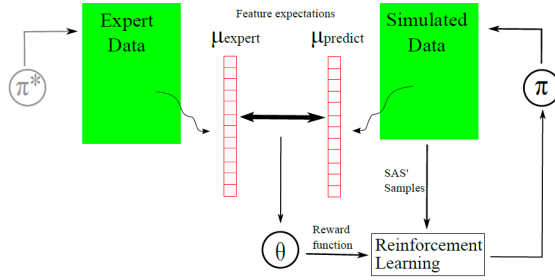 Expert
Data
Feature expectations
μexpert
μpredict
Simulated
Data
π*
π
SAS'
Samples
θ
Reward
function
Reinforcement
Learning